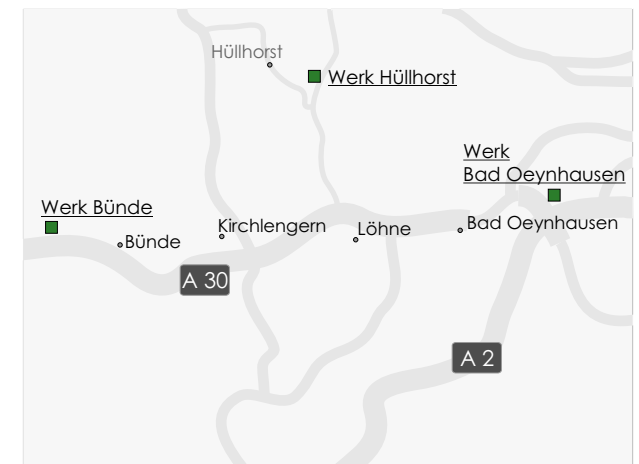 Hüllhorst
Werk Hüllhorst
Werk
Bad Oeynhausen
Werk Bünde
Kirchlengern
Löhne
Bad Oeynhausen
Bünde
A 30
A 2